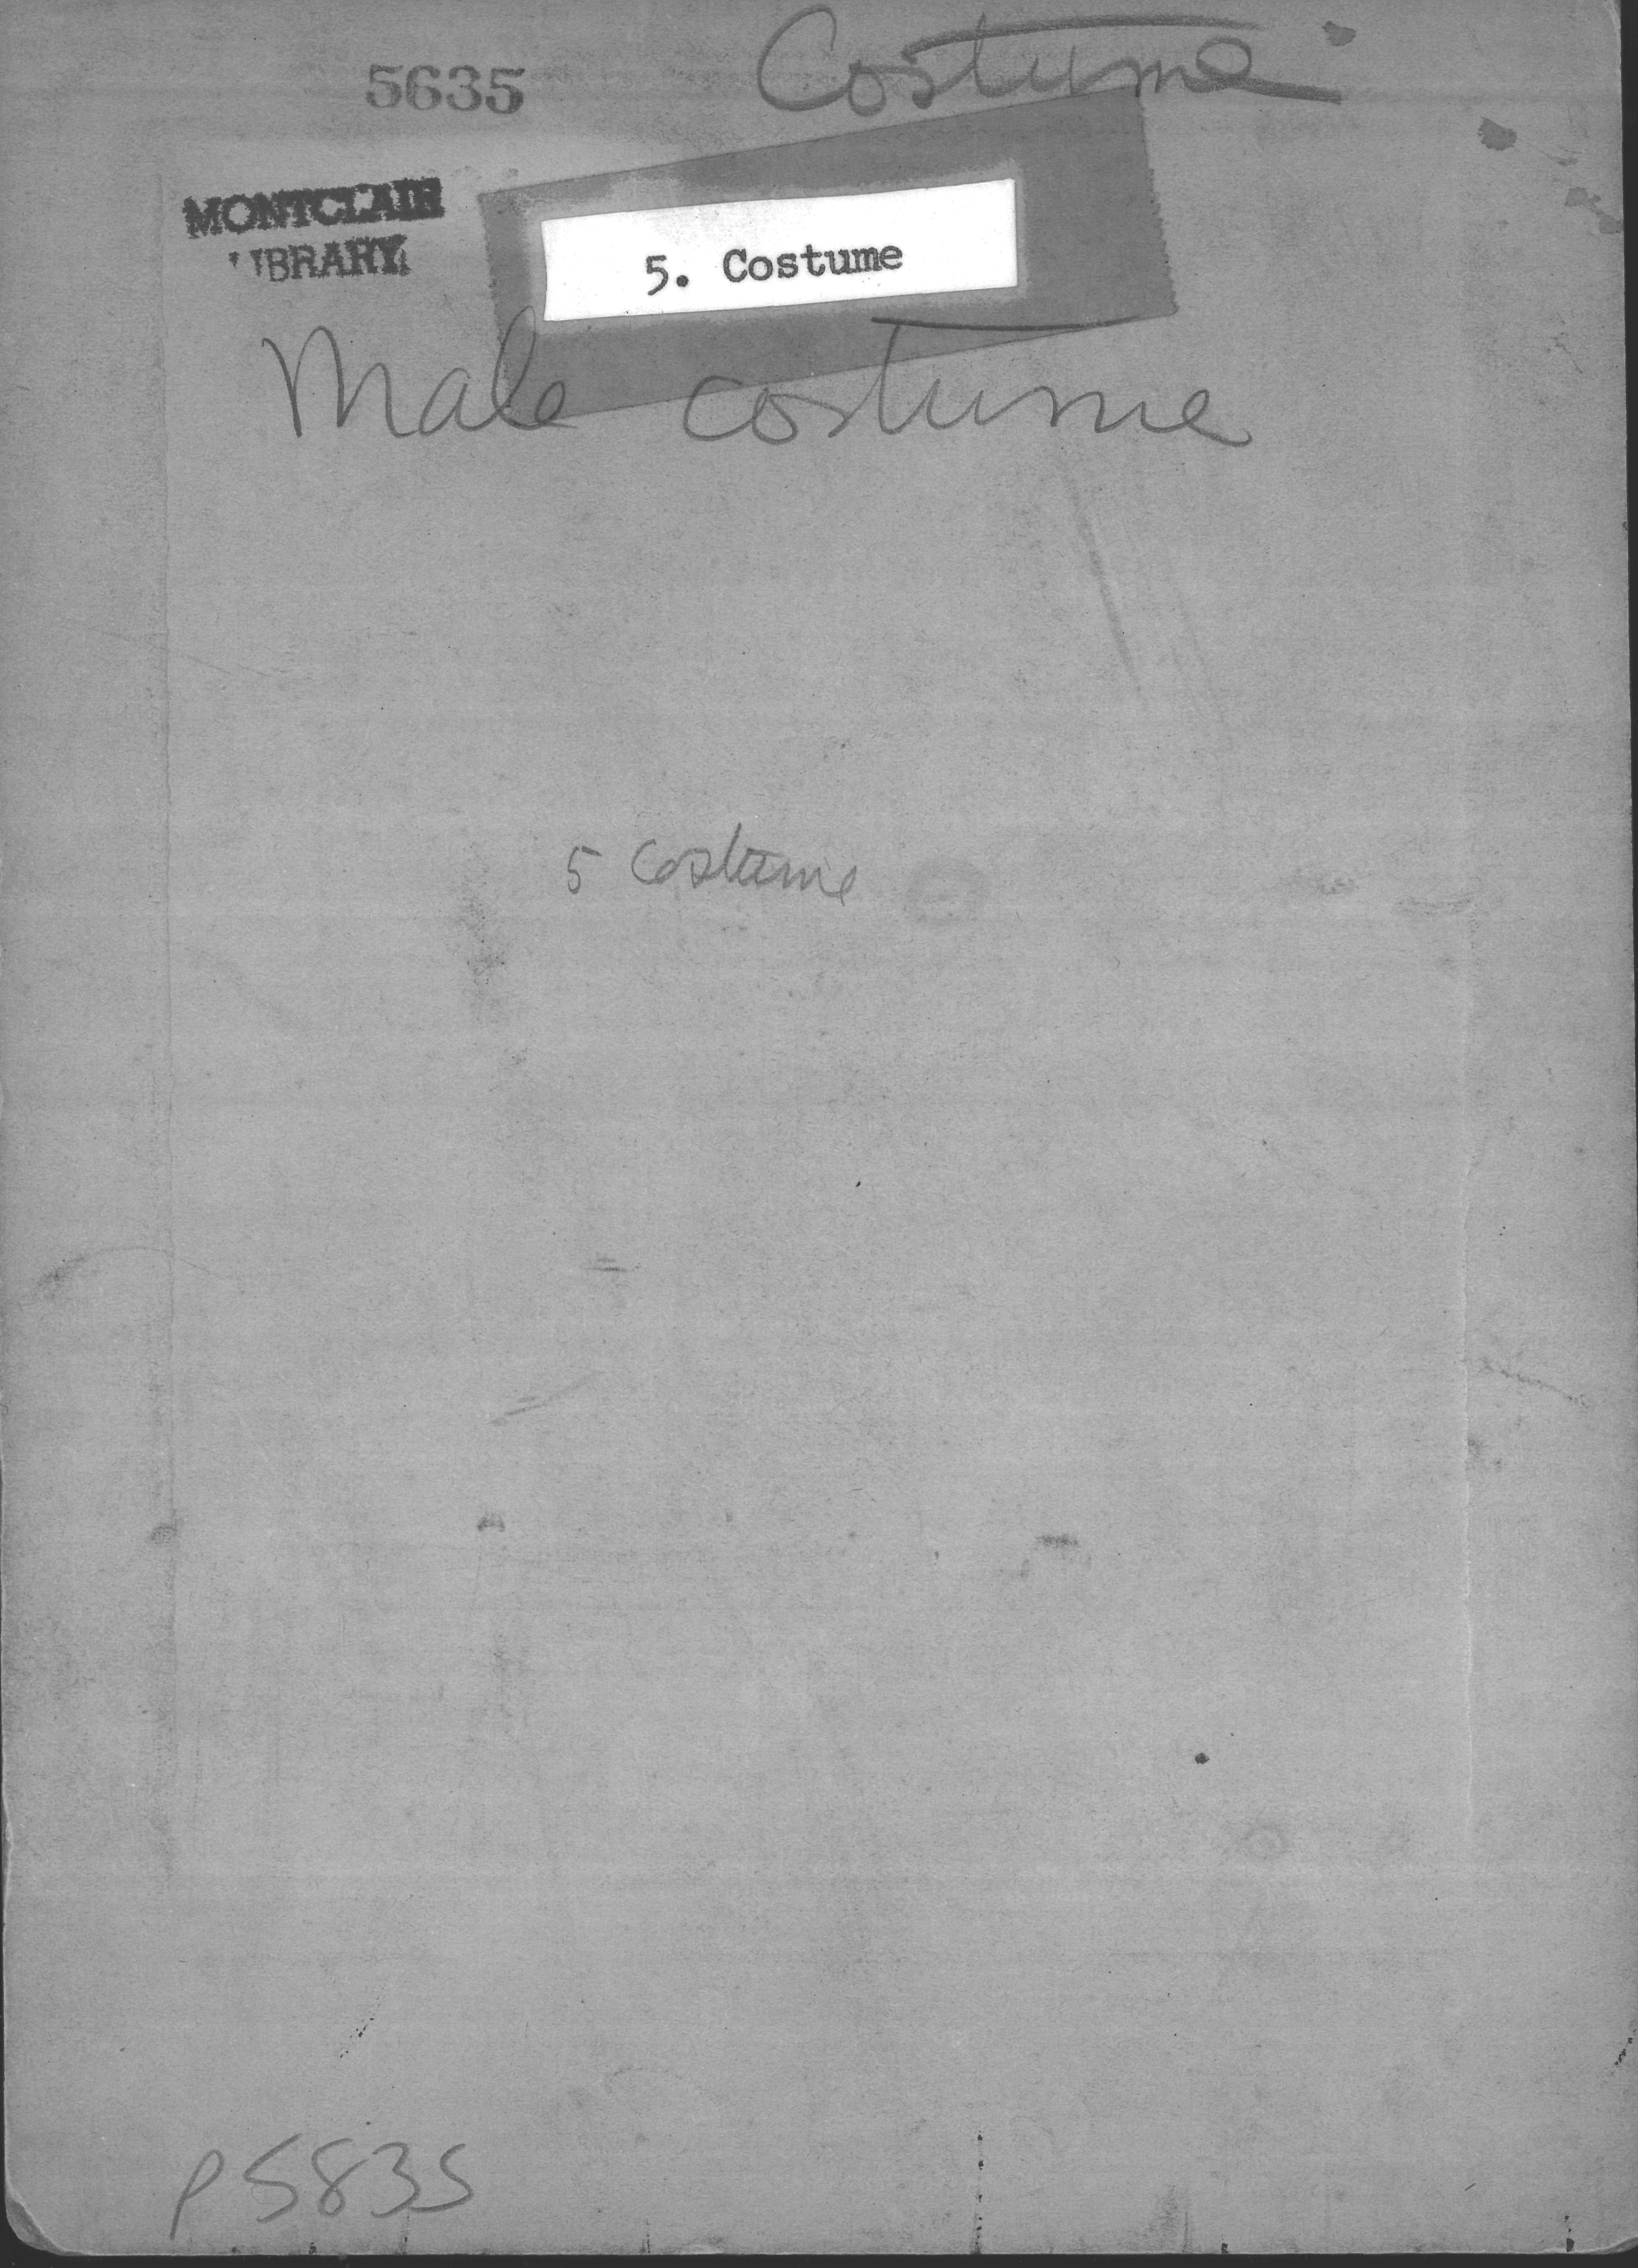 5635
Costume
MONTCLAIR
LIBRARY
5. Costume
Male costume
5 Costume
P5835